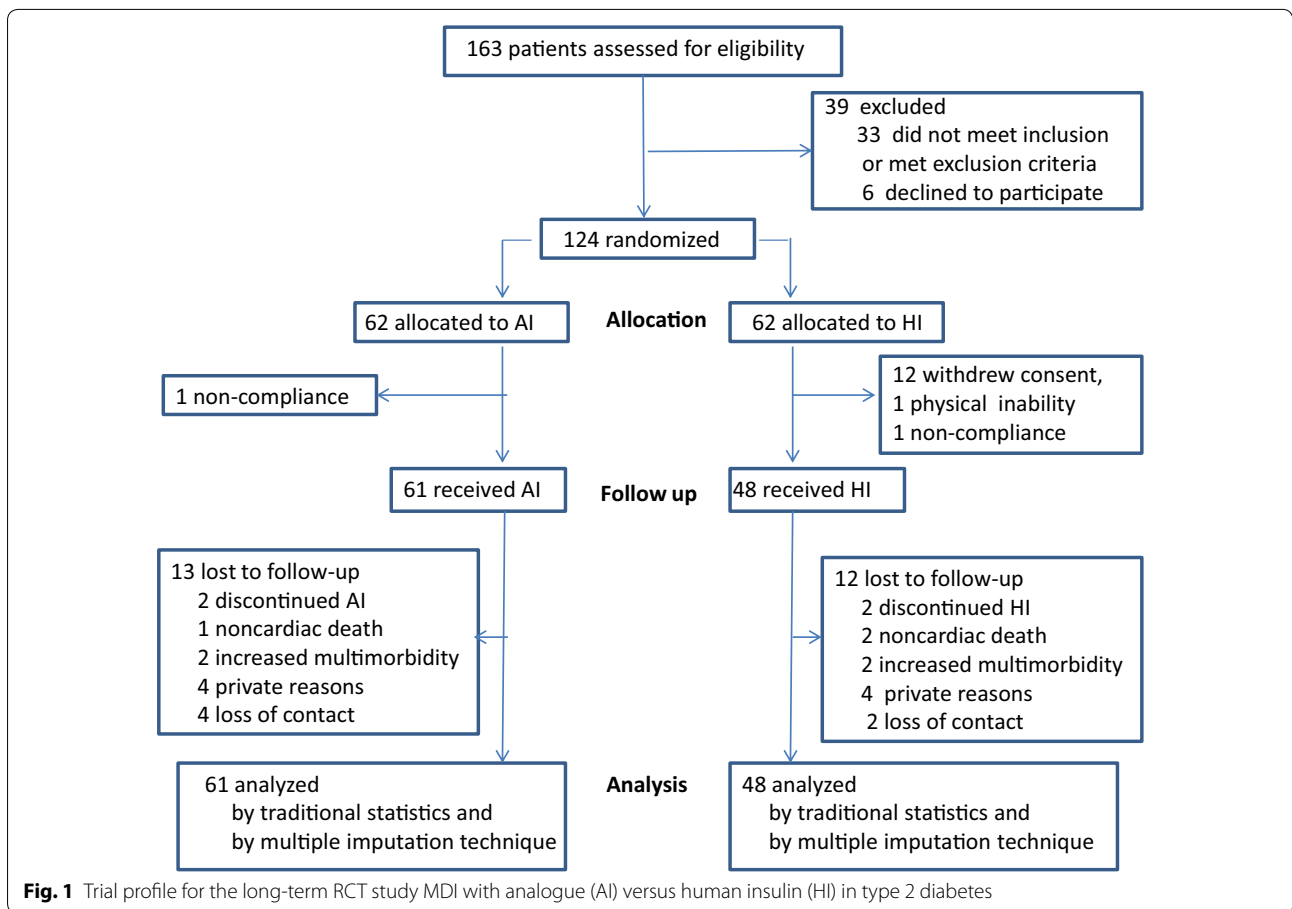 163 patients assessed for eligibility
39 excluded
33 did not meet inclusion
or met exclusion criteria
6 declined to participate
124 randomized
62 allocated to AI
Allocation
62 allocated to HI
1 non-compliance
12 withdrew consent,
1 physical inability
1 non-compliance
61 received AI
Follow up
48 received HI
13 lost to follow-up
2 discontinued AI
1 noncardiac death
2 increased multimorbidity
4 private reasons
4 loss of contact
12 lost to follow-up
2 discontinued HI
2 noncardiac death
2 increased multimorbidity
4 private reasons
2 loss of contact
61 analyzed
by traditional statistics and
by multiple imputation technique
Analysis
48 analyzed
by traditional statistics and
by multiple imputation technique
Fig. 1 Trial profile for the long-term RCT study MDI with analogue (AI) versus human insulin (HI) in type 2 diabetes